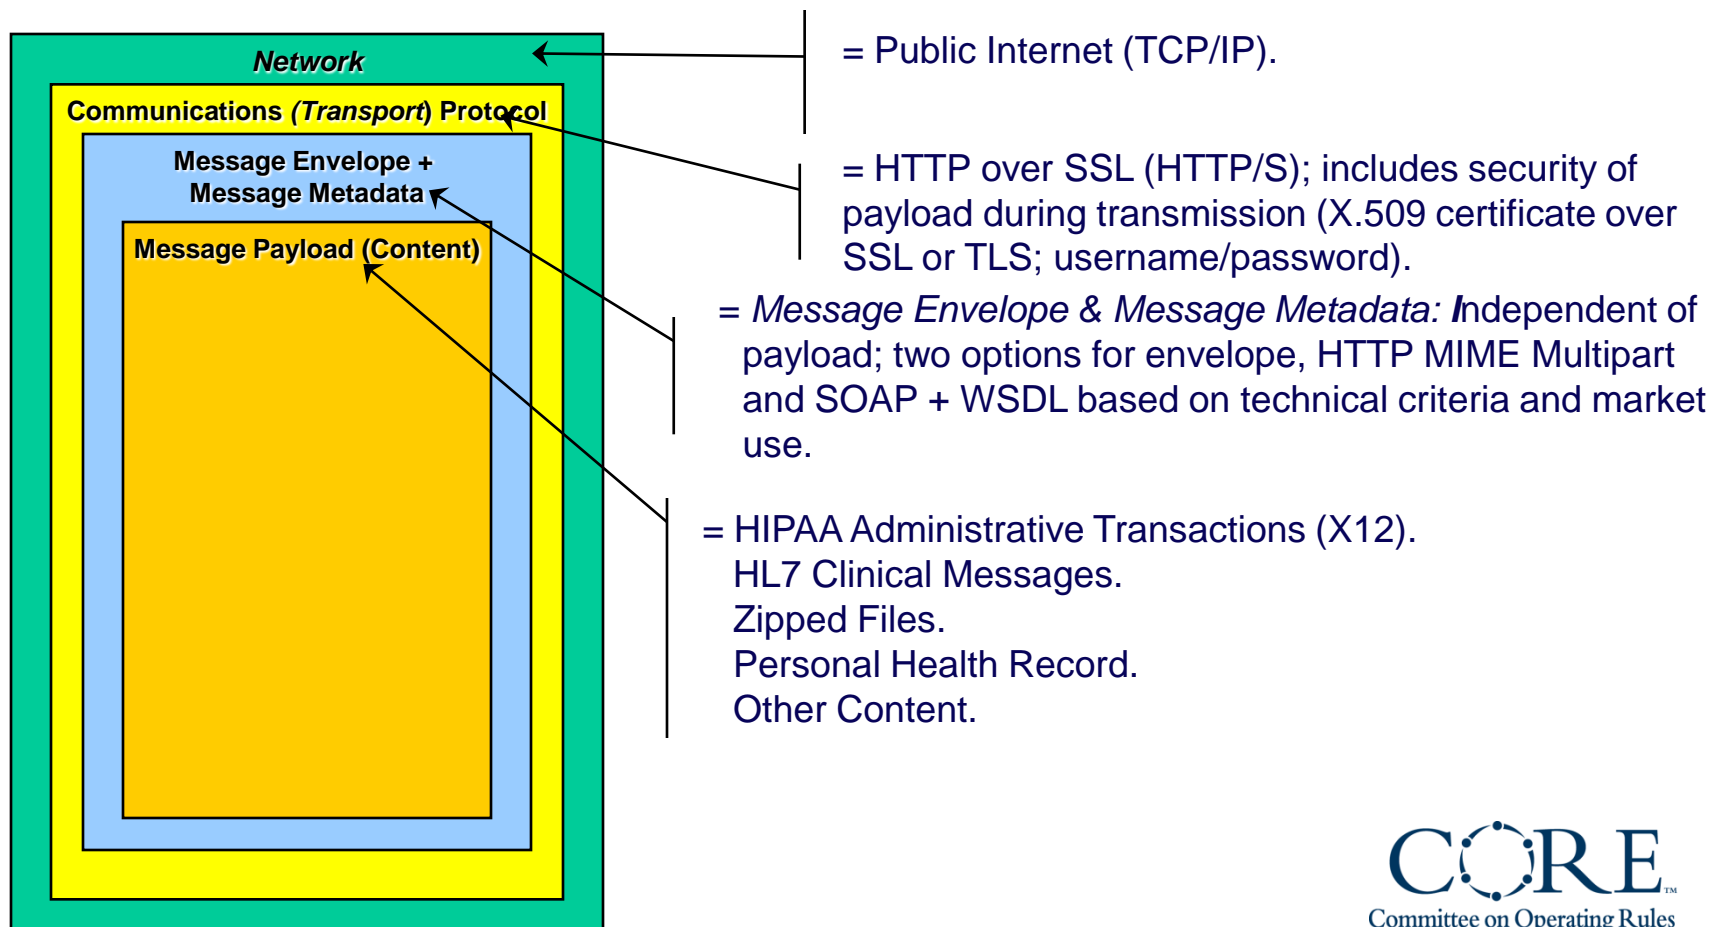 Network
Communications (Transport) Protocol
Message Envelope +
Message Metadata
Message Payload (Content)
= Public Internet (TCP/IP).
= HTTP over SSL (HTTP/S); includes security of
payload during transmission (X.509 certificate over
SSL or TLS; username/password).
= Message Envelope & Message Metadata: Independent of
payload; two options for envelope, HTTP MIME Multipart
and SOAP + WSDL based on technical criteria and market
use.
= HIPAA Administrative Transactions (X12).
HL7 Clinical Messages.
Zipped Files.
Personal Health Record.
Other Content.
CORE™
Committee on Operating Rules